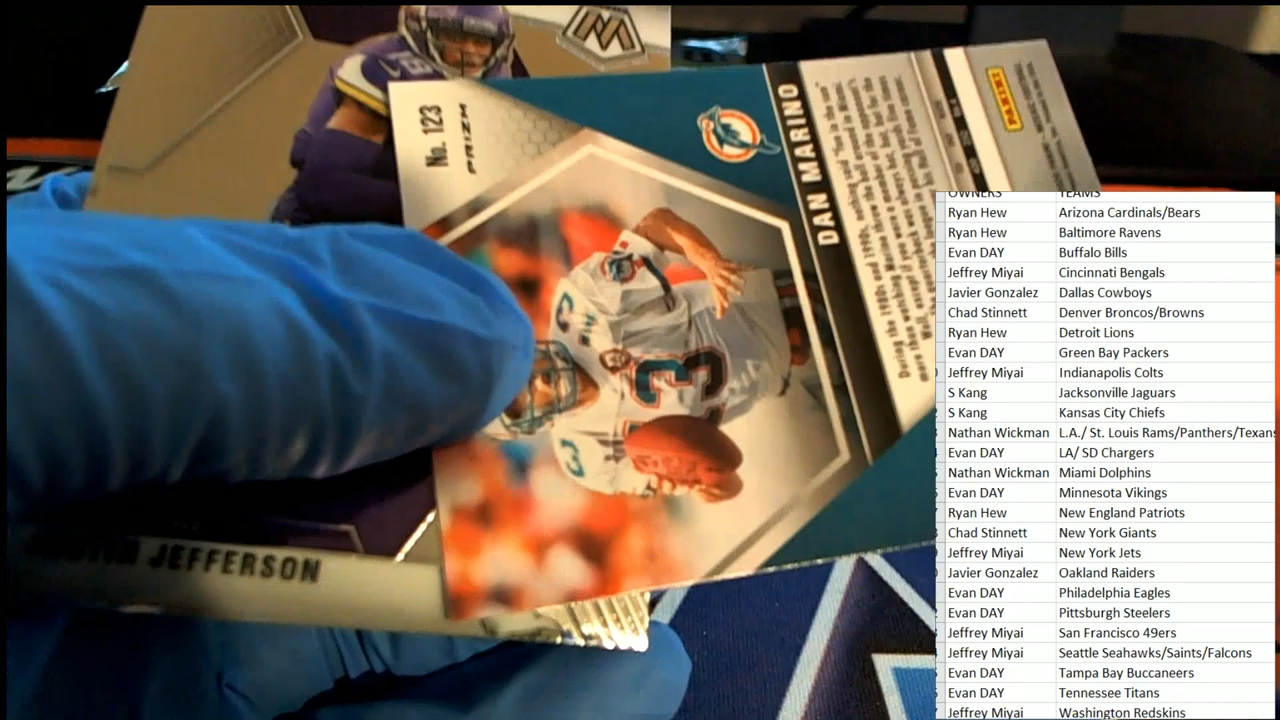 No. 123
PRIZM
DAN MARINO
PANINI
During the 1980s and 1990s,
JEFFERSON
OWNERS TEAMS
Ryan Hew Arizona Cardinals/Bears
Ryan Hew Baltimore Ravens
Evan DAY Buffalo Bills
Jeffrey Miyai Cincinnati Bengals
Javier Gonzalez Dallas Cowboys
Chad Stinnett Denver Broncos/Browns
Ryan Hew Detroit Lions
Evan DAY Green Bay Packers
Jeffrey Miyai Indianapolis Colts
S Kang Jacksonville Jaguars
S Kang Kansas City Chiefs
Nathan Wickman L.A./ St. Louis Rams/Panthers/Texans
Evan DAY LA/ SD Chargers
Nathan Wickman Miami Dolphins
Evan DAY Minnesota Vikings
Ryan Hew New England Patriots
Chad Stinnett New York Giants
Jeffrey Miyai New York Jets
Javier Gonzalez Oakland Raiders
Evan DAY Philadelphia Eagles
Evan DAY Pittsburgh Steelers
Jeffrey Miyai San Francisco 49ers
Jeffrey Miyai Seattle Seahawks/Saints/Falcons
Evan DAY Tampa Bay Buccaneers
Evan DAY Tennessee Titans
Jeffrey Miyai Washington Redskins